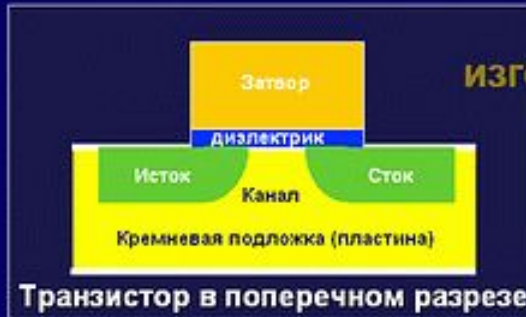 Затвор
изг
диэлектрик
Исток
Сток
Канал
Кремневая подложка (пластина)
Транзистор в поперечном разрезе